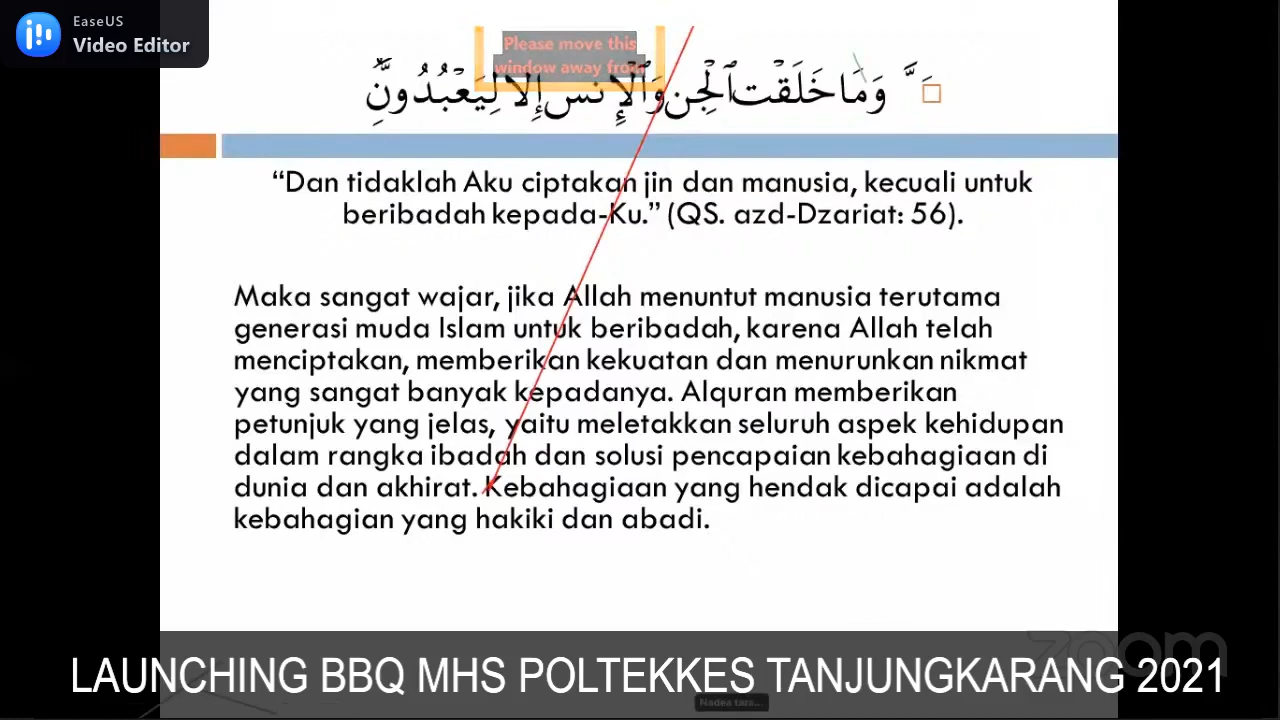 EaseUS
Video Editor
Please move this
window away from
وَمَا خَلَقْتُ ٱلْجِنَّ وَٱلْإِنسَ إِلَّا لِيَعْبُدُونِ
“Dan tidaklah Aku ciptakan jin dan manusia, kecuali untuk
beribadah kepada-Ku.” (QS. azd-Dzariat: 56).
Maka sangat wajar, jika Allah menuntut manusia terutama
generasi muda Islam untuk beribadah, karena Allah telah
menciptakan, memberikan kekuatan dan menurunkan nikmat
yang sangat banyak kepadanya. Alquran memberikan
petunjuk yang jelas, yaitu meletakkan seluruh aspek kehidupan
dalam rangka ibadah dan solusi pencapaian kebahagiaan di
dunia dan akhirat. Kebahagiaan yang hendak dicapai adalah
kebahagian yang hakiki dan abadi.
zoom
LAUNCHING BBQ MHS POLTEKKES TANJUNGKARANG 2021
Nadea tara...